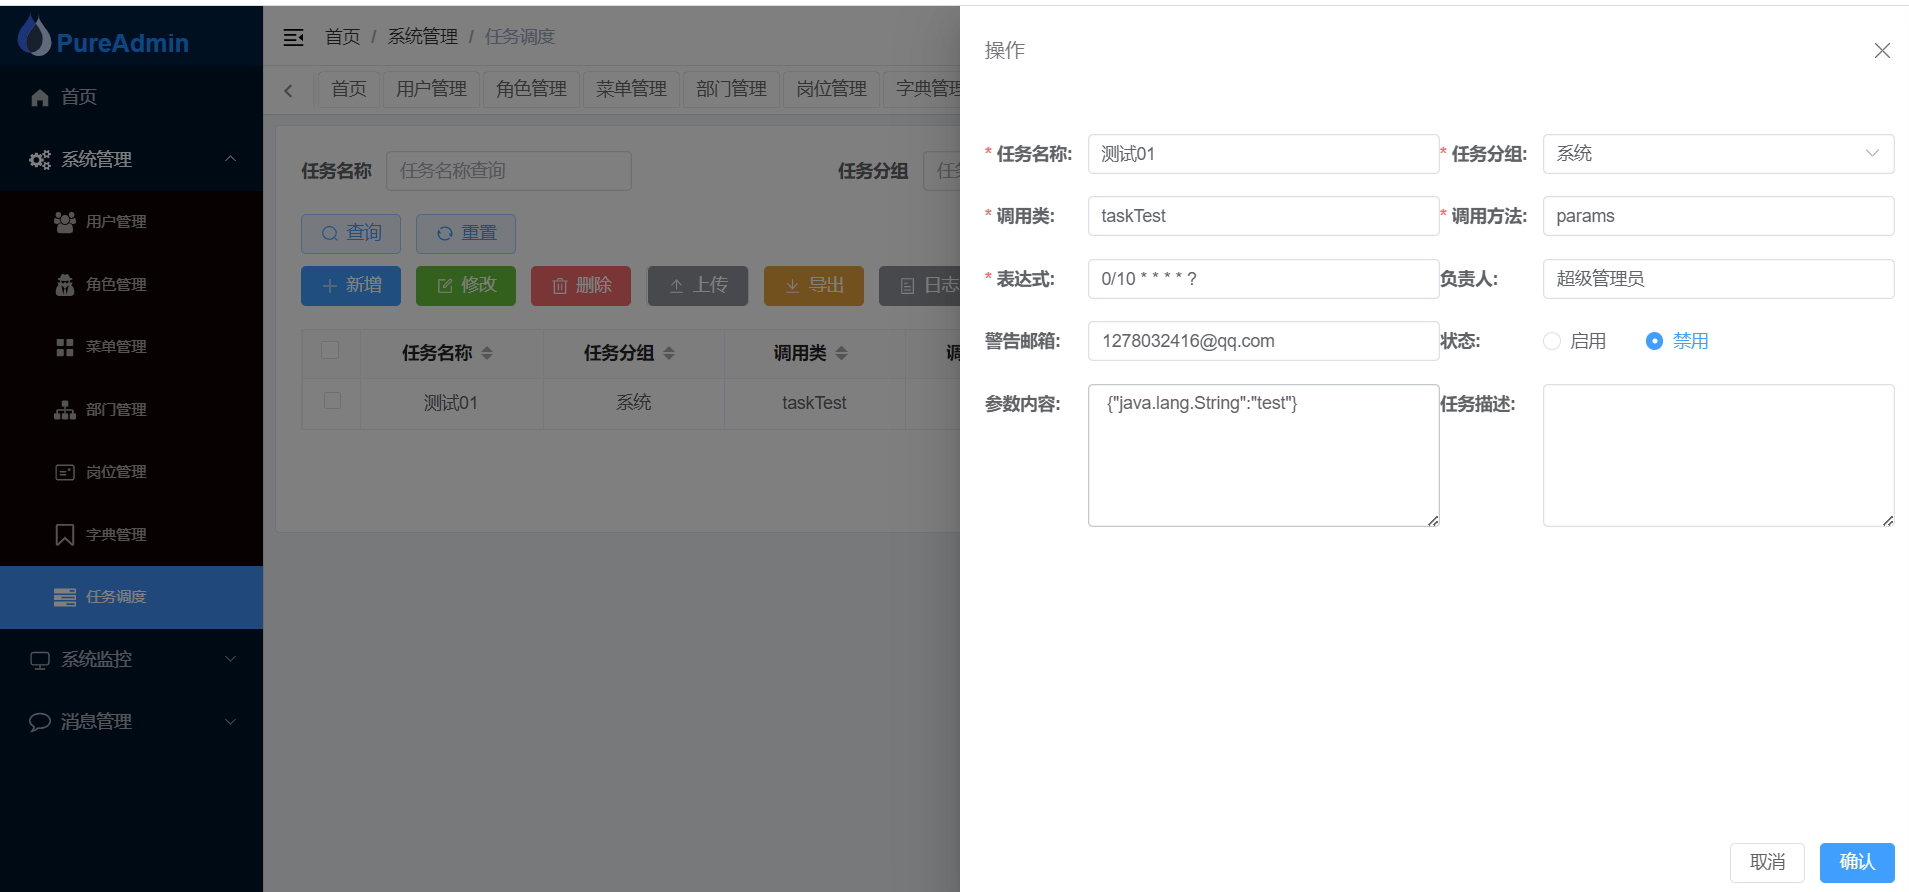 PureAdmin
首页
系统管理
用户管理
角色管理
菜单管理
部门管理
岗位管理
字典管理
任务调度
系统监控
消息管理
首页 / 系统管理 / 任务调度
首页 用户管理 角色管理 菜单管理 部门管理 岗位管理 字典管理
任务名称 任务名称查询 任务分组
查询 重置
新增 修改 删除 上传 导出 日志
任务名称 任务分组 调用类
测试01 系统 taskTest
操作
* 任务名称: 测试01 * 任务分组: 系统
* 调用类: taskTest * 调用方法: params
* 表达式: 0/10 * * * * ? 负责人: 超级管理员
警告邮箱: 1278032416@qq.com 状态: 启用 禁用
参数内容: {"java.lang.String":"test"} 任务描述:
取消 确认